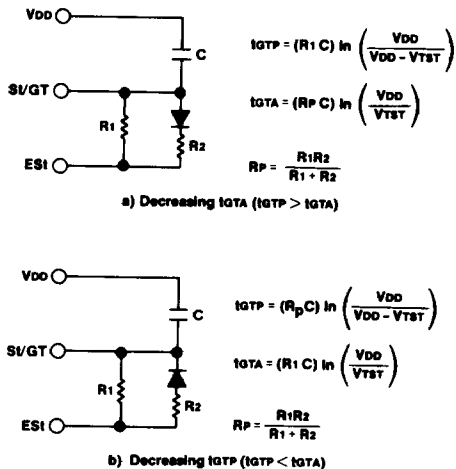 VDD
C
tGTP = (R1 C) ln ( VDD / VDD - VTST )
St/GT
tGTA = (RP C) ln ( VDD / VTST )
R1
R2
RP = R1R2 / R1 + R2
ESt
a) Decreasing tGTA (tGTP > tGTA)
VDD
C
tGTP = (RpC) ln ( VDD / VDD - VTST )
St/GT
tGTA = (R1 C) ln ( VDD / VTST )
R1
R2
RP = R1R2 / R1 + R2
ESt
b) Decreasing tGTP (tGTP < tGTA)